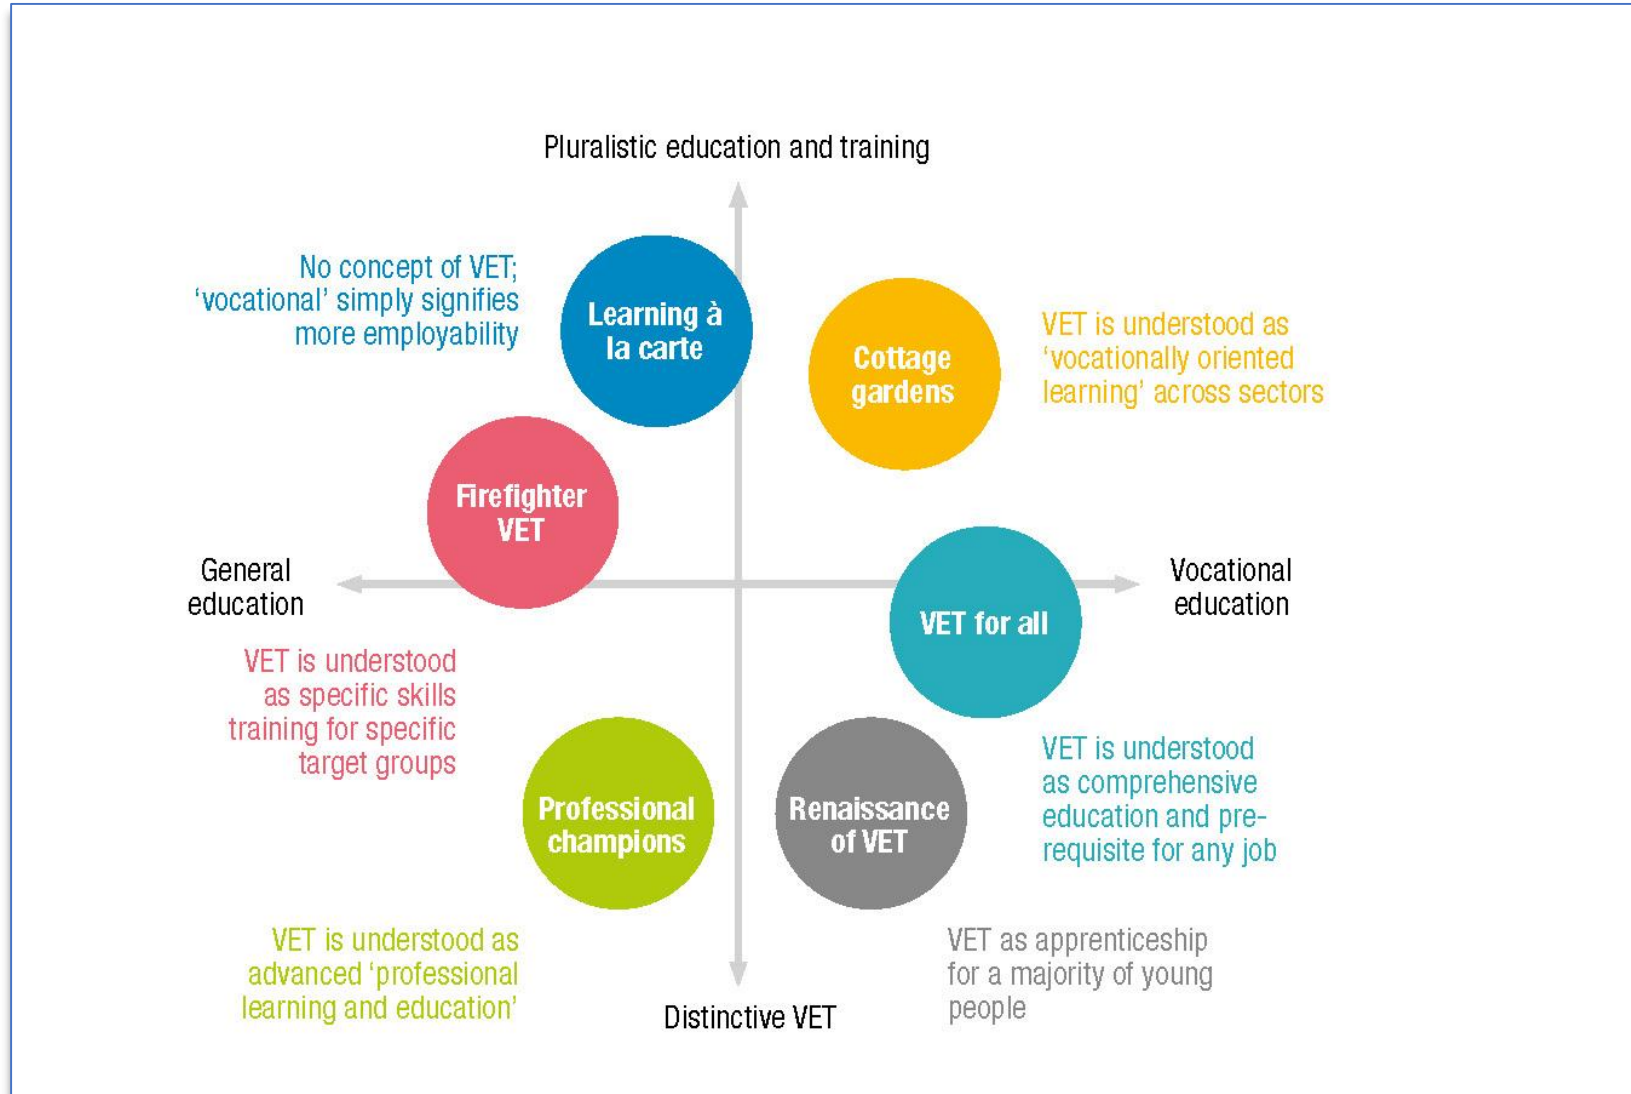 Pluralistic education and training
No concept of VET;
‘vocational’ simply signifies
more employability
Learning à
la carte
Cottage
gardens
VET is understood as
‘vocationally oriented
learning’ across sectors
Firefighter
VET
General
education
Vocational
education
VET for all
VET is understood
as specific skills
training for specific
target groups
Professional
champions
Renaissance
of VET
VET is understood
as comprehensive
education and pre-
requisite for any job
VET is understood as
advanced ‘professional
learning and education’
Distinctive VET
VET as apprenticeship
for a majority of young
people